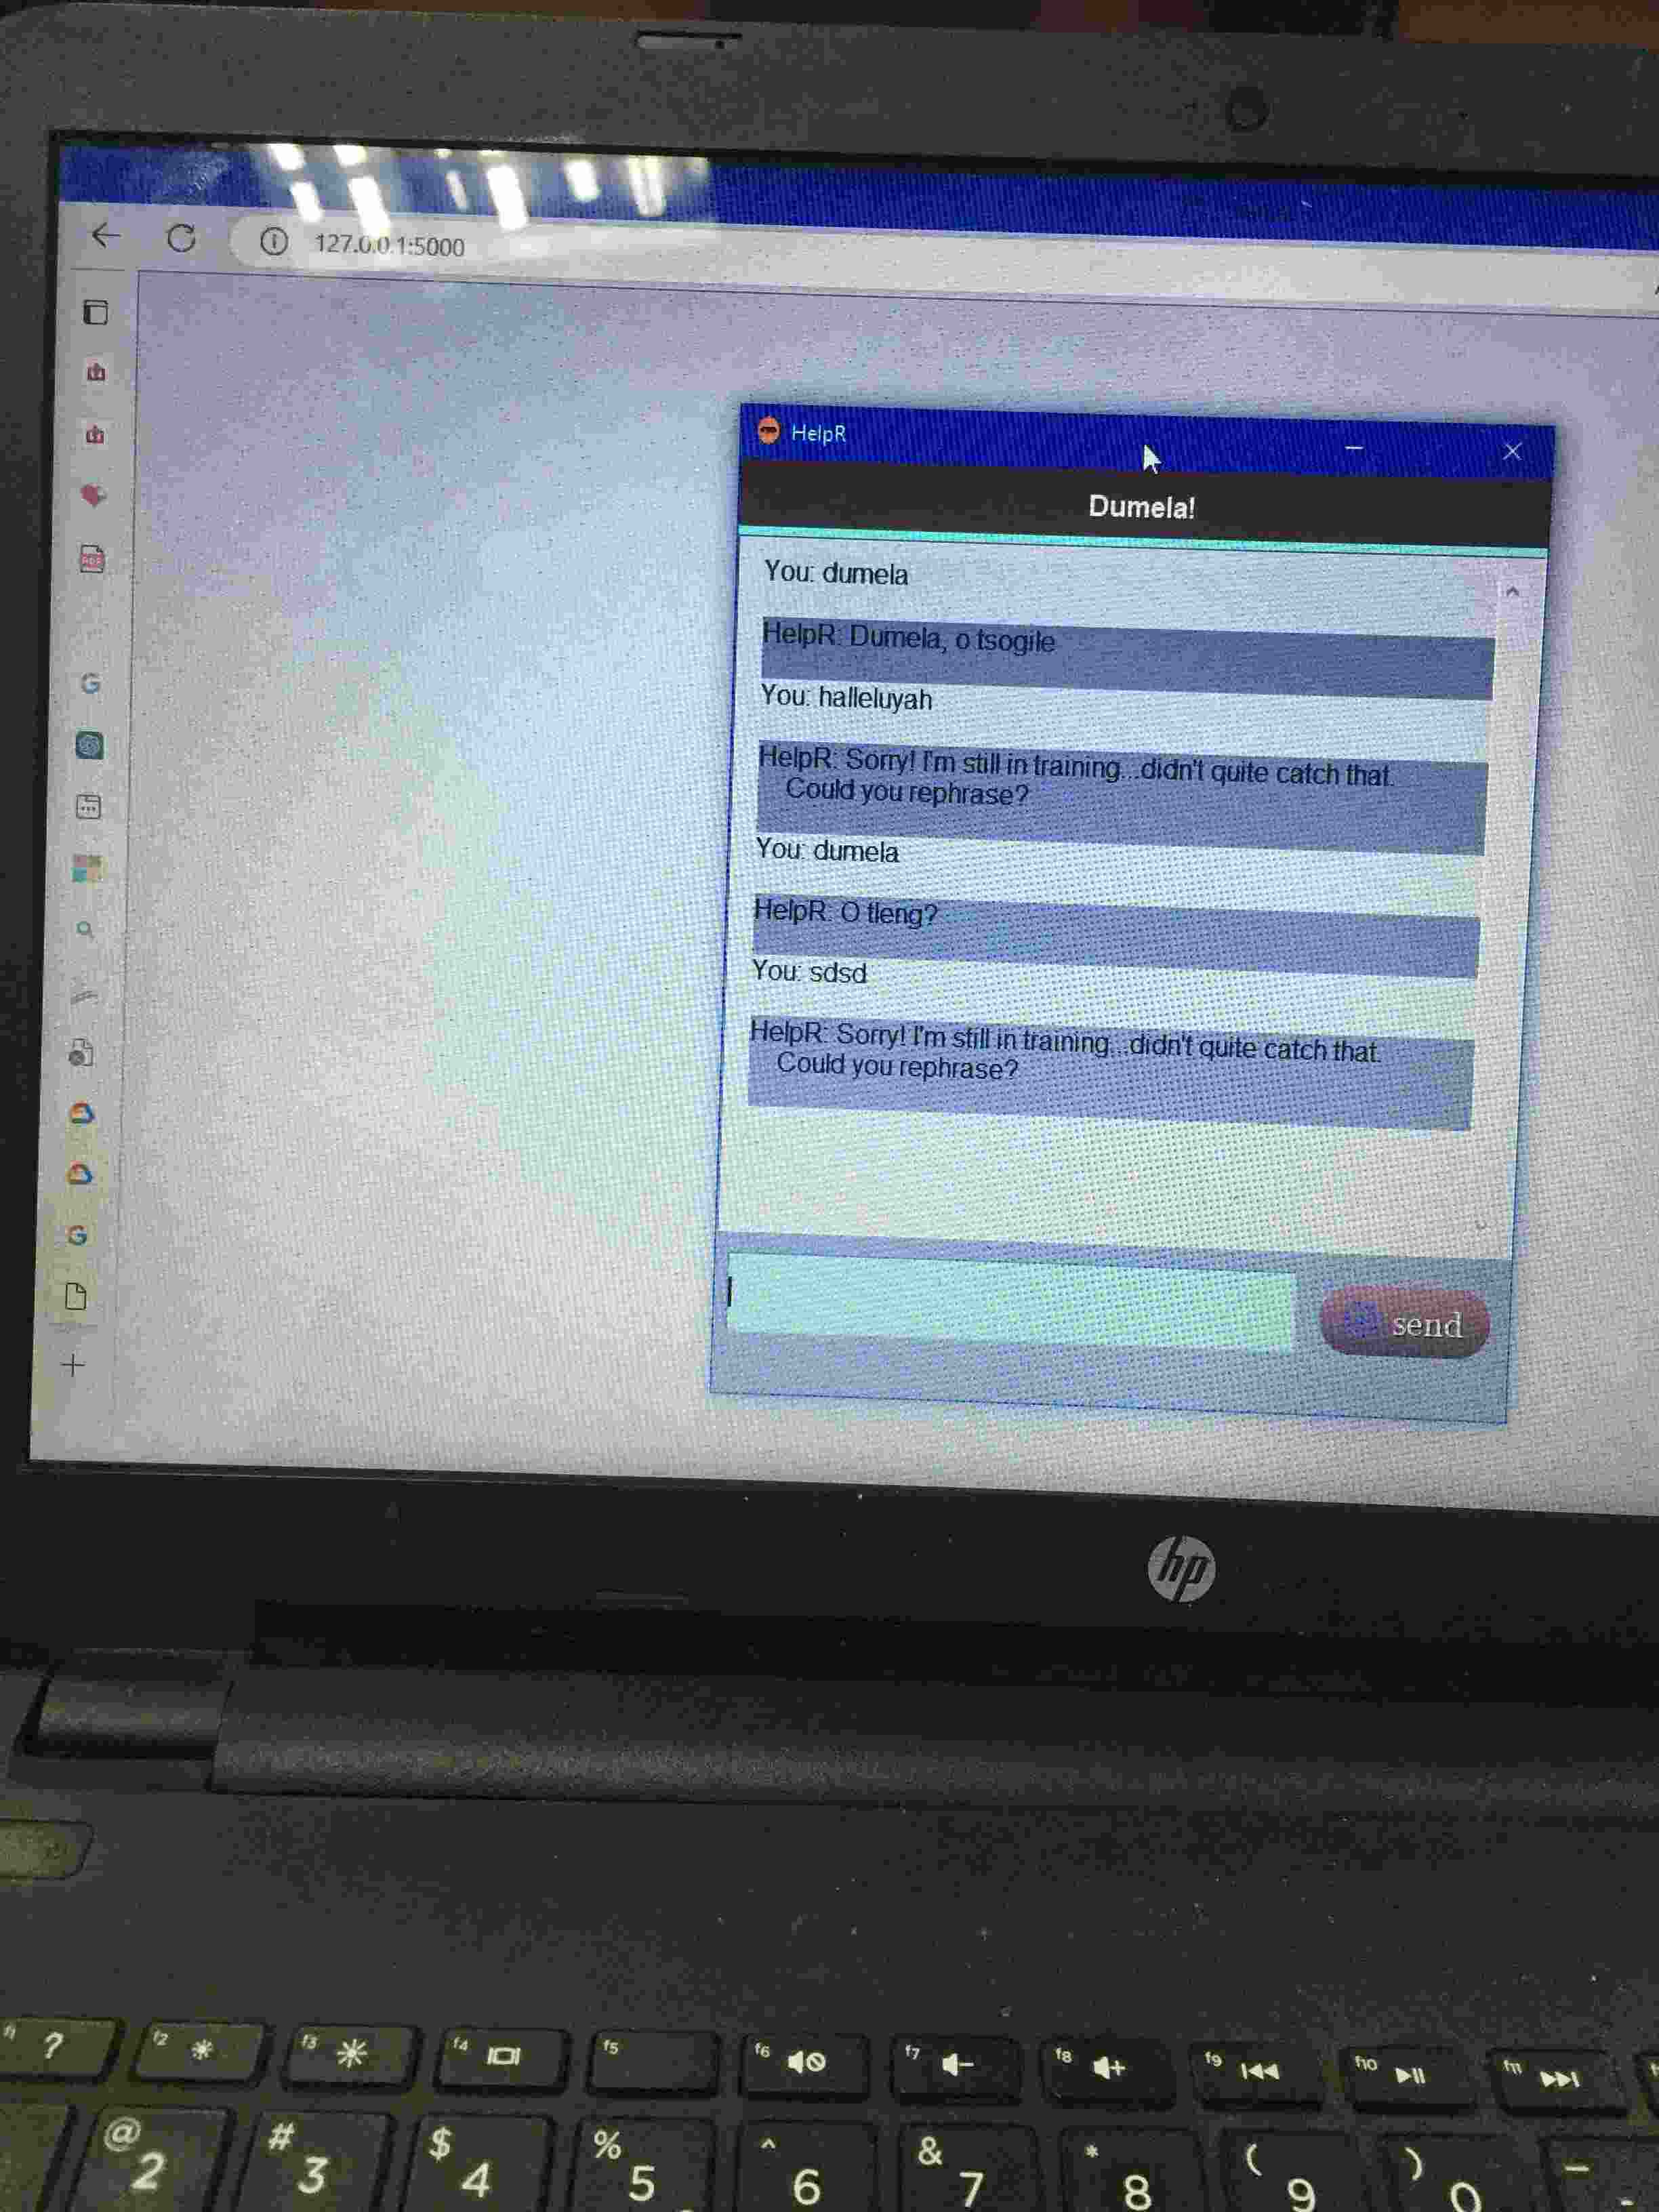 127.0.0.1:5000
HelpR
Dumela!
You: dumela
HelpR: Dumela, o tsogile
You: halleluyah
HelpR: Sorry! I'm still in training.. didn't quite catch that.
Could you rephrase?
You: dumela
HelpR: O tleng?
You: sdsd
HelpR: Sorry! I'm still in training.. didn't quite catch that.
Could you rephrase?
send
hp
? f2 f3 f4 f5 f6 f7 f8 f9 f10 f11
@ # $ % ^ & * ( ) -
2 3 4 5 6 7 8 9 0